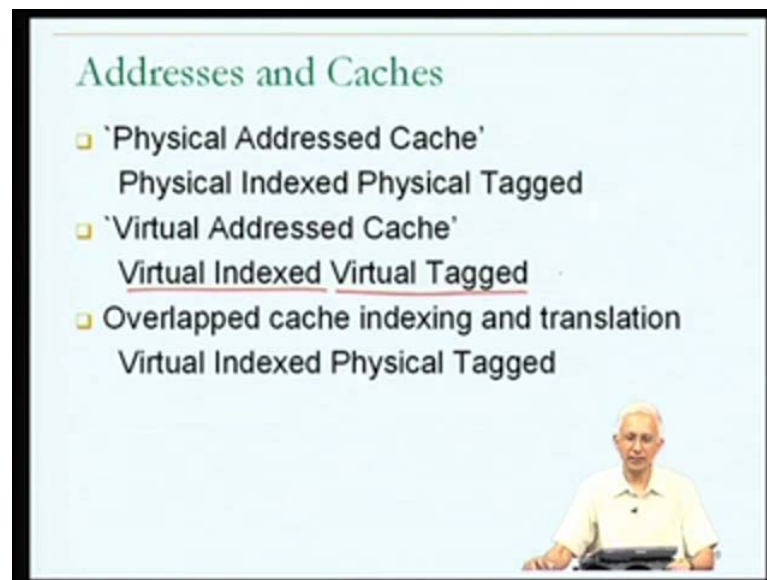 Addresses and Caches
`Physical Addressed Cache'
Physical Indexed Physical Tagged
`Virtual Addressed Cache'
Virtual Indexed Virtual Tagged
Overlapped cache indexing and translation
Virtual Indexed Physical Tagged